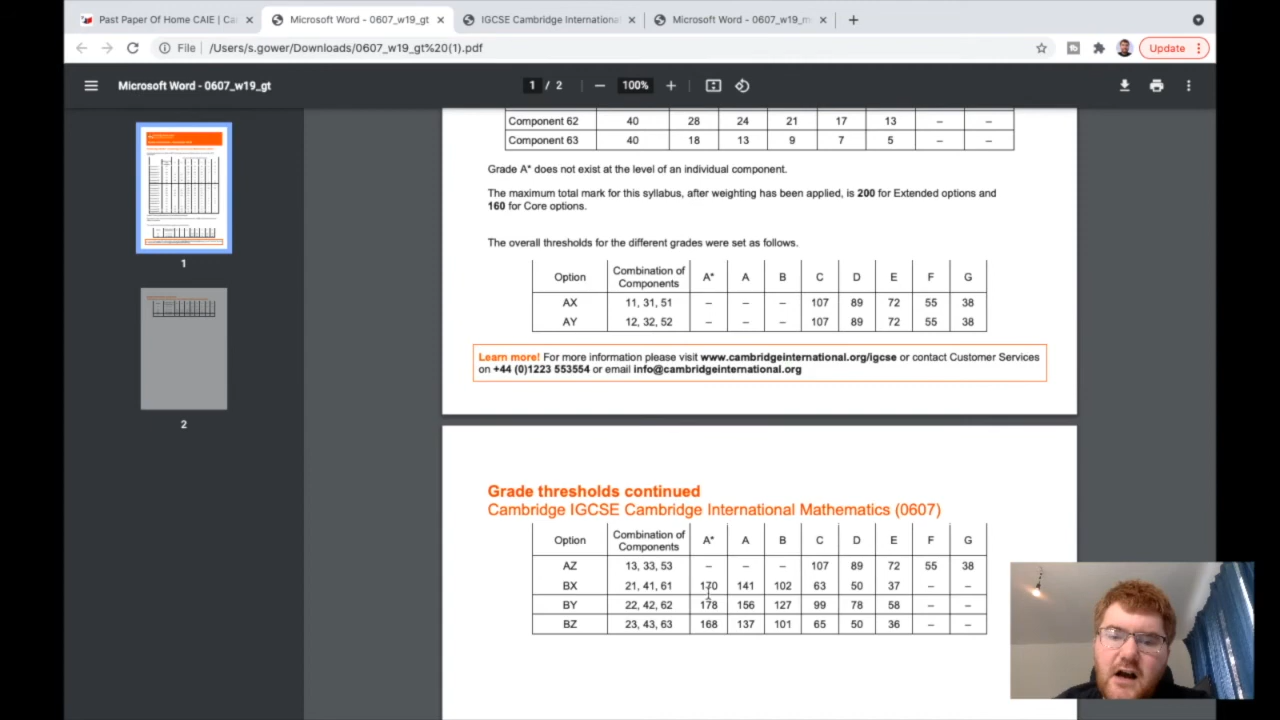 Past Paper Of Home CAIE | Ca
Microsoft Word - 0607_w19_gt
IGCSE Cambridge International
Microsoft Word - 0607_w19_m
File
/Users/s.gower/Downloads/0607_w19_gt%20(1).pdf
Update
Microsoft Word - 0607_w19_gt
1 / 2
100%
1
2
Component 62 40 28 24 21 17 13 – –
Component 63 40 18 13 9 7 5 – –
Grade A* does not exist at the level of an individual component.
The maximum total mark for this syllabus, after weighting has been applied, is 200 for Extended options and
160 for Core options.
The overall thresholds for the different grades were set as follows.
Option Combination of Components A* A B C D E F G
AX 11, 31, 51 – – – 107 89 72 55 38
AY 12, 32, 52 – – – 107 89 72 55 38
Learn more! For more information please visit www.cambridgeinternational.org/igcse or contact Customer Services
on +44 (0)1223 553554 or email info@cambridgeinternational.org
Grade thresholds continued
Cambridge IGCSE Cambridge International Mathematics (0607)
Option Combination of Components A* A B C D E F G
AZ 13, 33, 53 – – – 107 89 72 55 38
BX 21, 41, 61 170 141 102 63 50 37 – –
BY 22, 42, 62 178 156 127 99 78 58 – –
BZ 23, 43, 63 168 137 101 65 50 36 – –